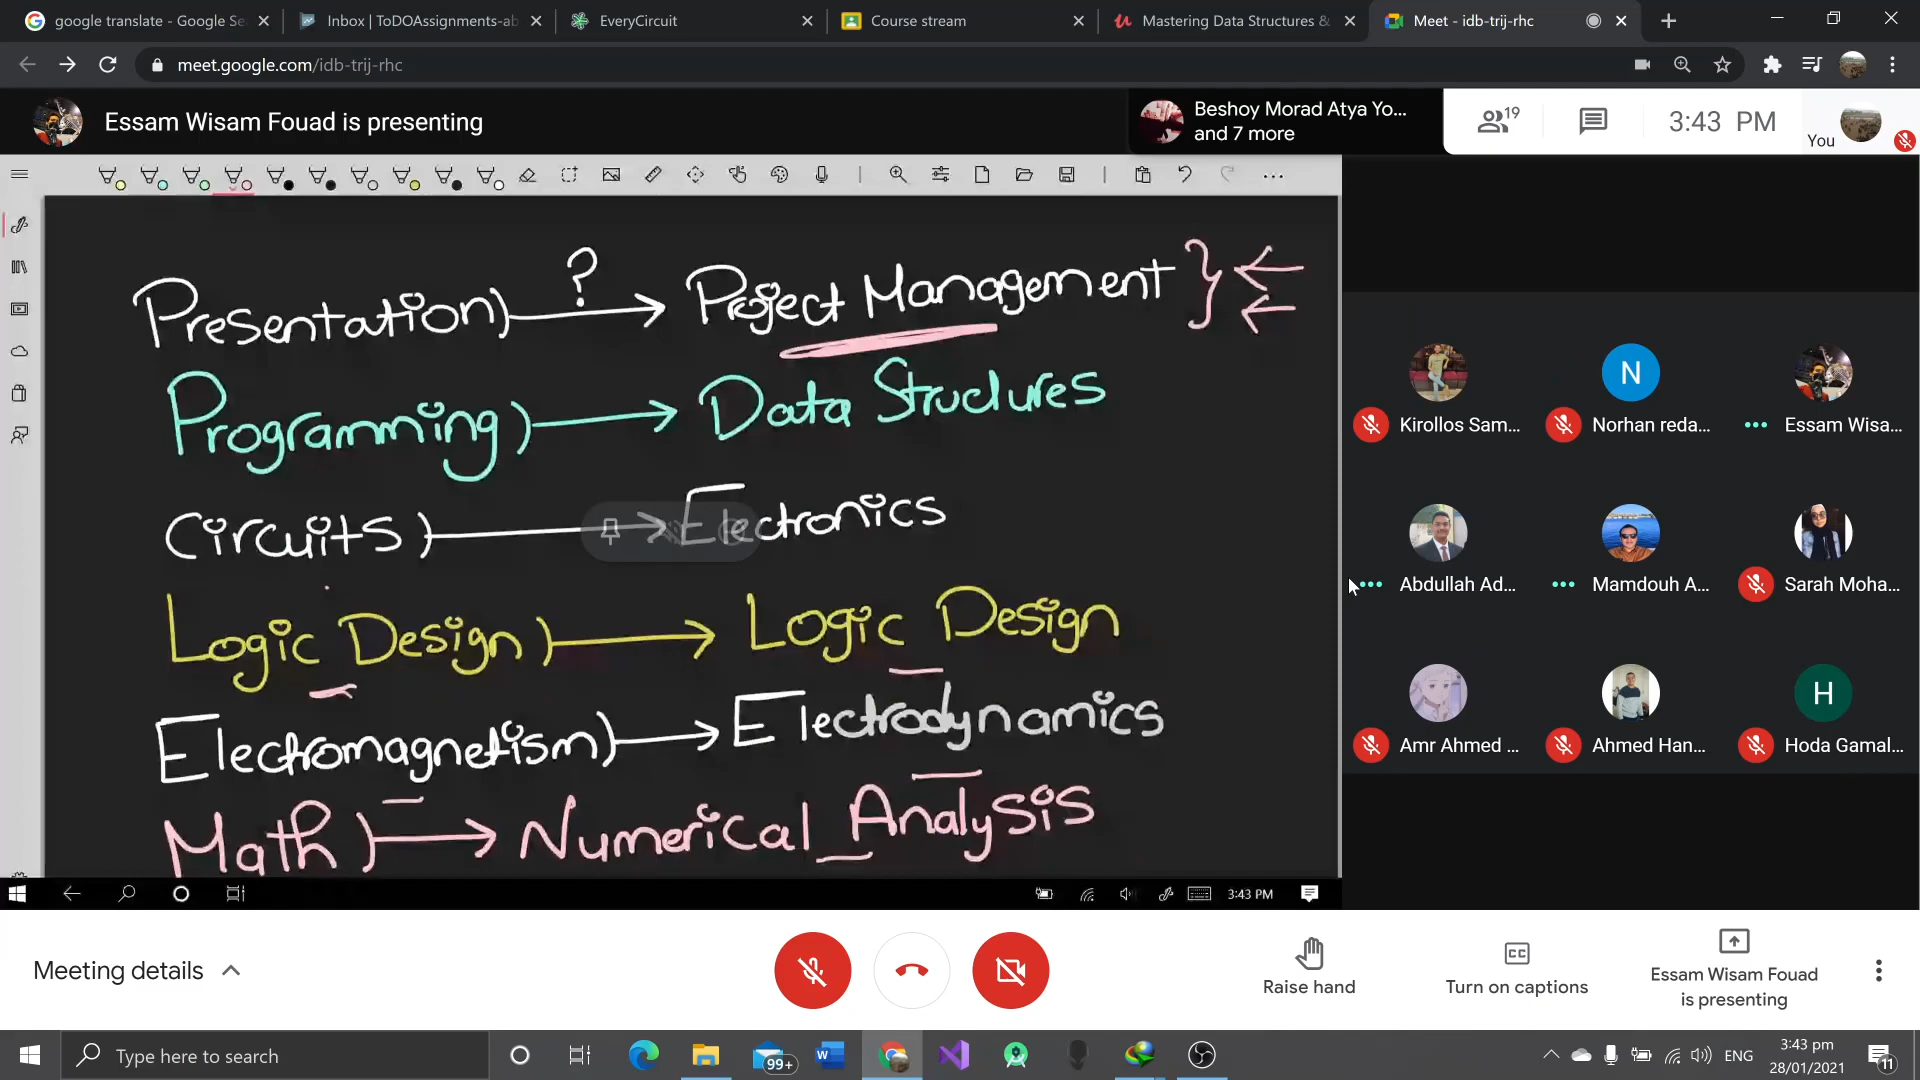 google translate - Google Se
Inbox | ToDOAssignments-ab
EveryCircuit
Course stream
Mastering Data Structures &
Meet - idb-trij-rhc
meet.google.com/idb-trij-rhc
Essam Wisam Fouad is presenting
Beshoy Morad Atya Yo...
and 7 more
19
3:43 PM
You
Presentation) ? → Project Management } ← ←
Programming) → Data Structures
Circuits) → Electronics
Logic Design) → Logic Design
Electromagnetism) → Electrodynamics
Math) → Numerical Analysis
Kirollos Sam...
N
Norhan reda...
Essam Wisa...
Abdullah Ad...
Mamdouh A...
Sarah Moha...
Amr Ahmed ...
Ahmed Han...
H
Hoda Gamal...
3:43 PM
Meeting details
Raise hand
CC
Turn on captions
Essam Wisam Fouad
is presenting
Type here to search
99+
W
ENG
3:43 pm
28/01/2021
11